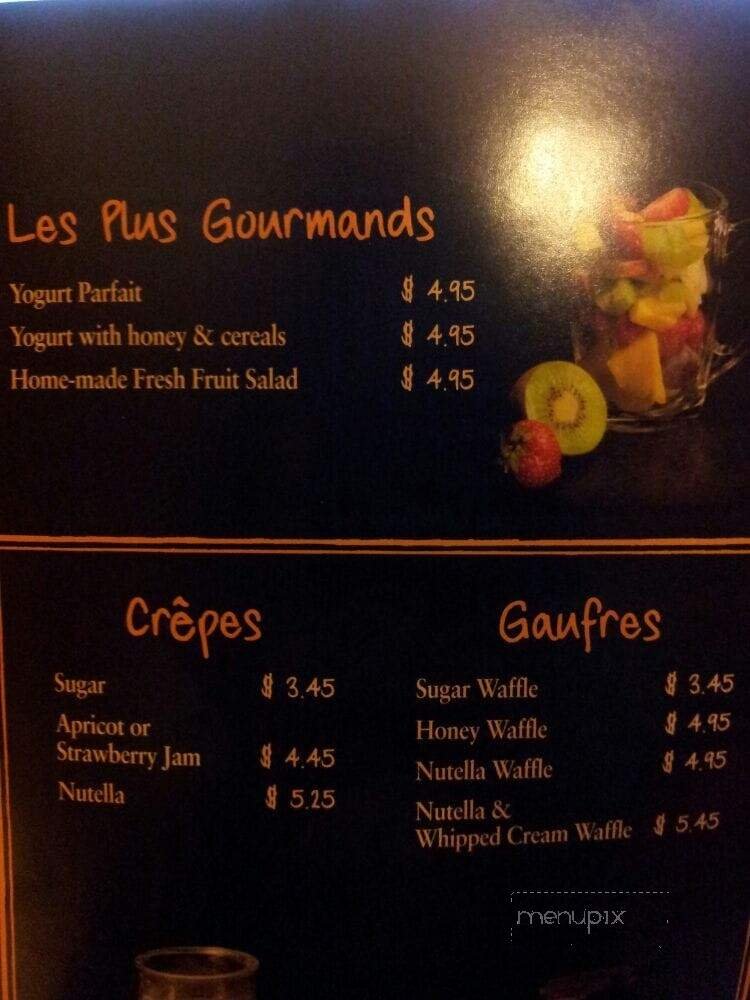 Les Plus Gourmands
Yogurt Parfait $ 4.95
Yogurt with honey & cereals $ 4.95
Home-made Fresh Fruit Salad $ 4.95
Crêpes
Sugar $ 3.45
Apricot or
Strawberry Jam $ 4.45
Nutella $ 5.25
Gaufres
Sugar Waffle $ 3.45
Honey Waffle $ 4.95
Nutella Waffle $ 4.95
Nutella &
Whipped Cream Waffle $ 5.45
menupix